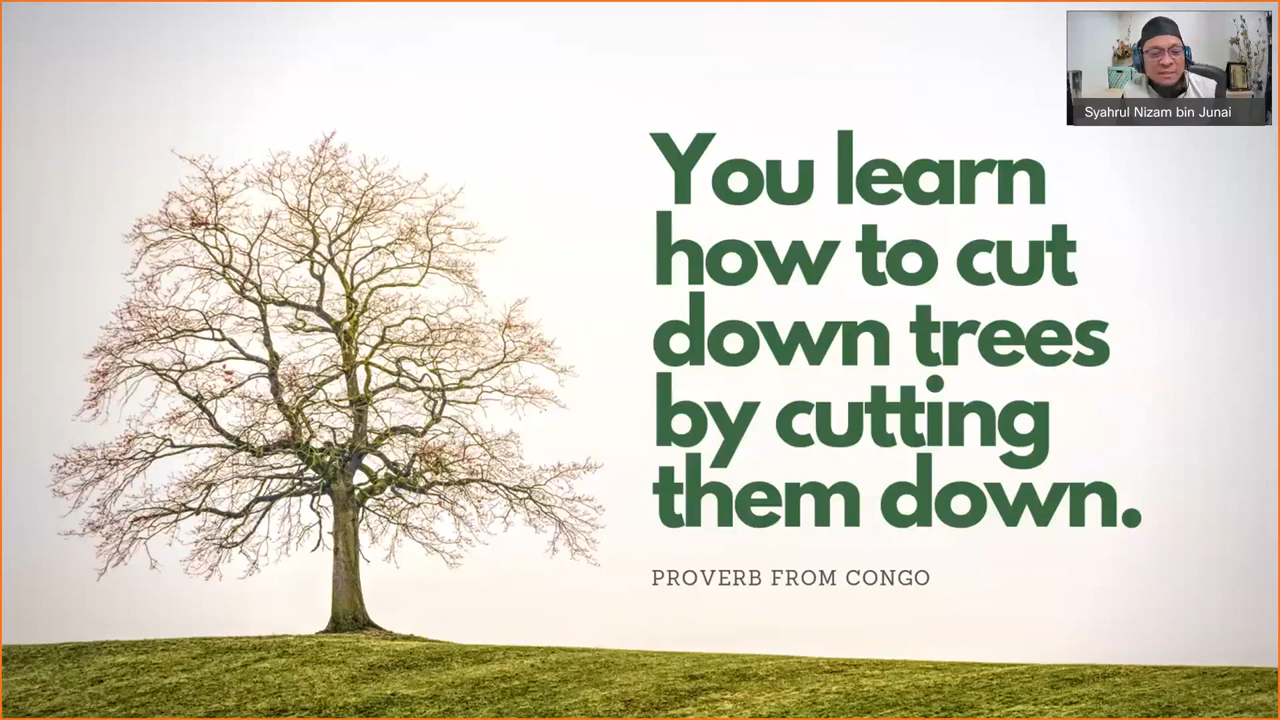 Syahrul Nizam bin Junai
You learn
how to cut
down trees
by cutting
them down.
PROVERB FROM CONGO